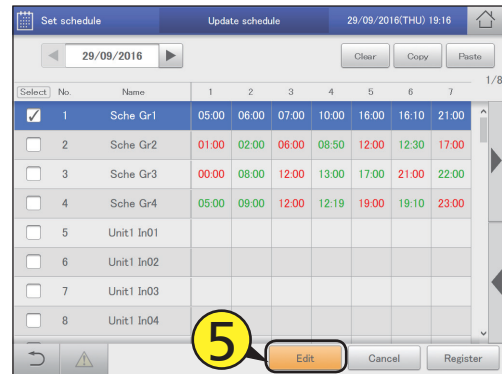 Set schedule Update schedule 29/09/2016(THU) 19:16
29/09/2016 Clear Copy Paste
1/8
Select No. Name 1 2 3 4 5 6 7
1 Sche Gr1 05:00 06:00 07:00 10:00 16:00 16:10 21:00
2 Sche Gr2 01:00 02:00 06:00 08:50 12:00 12:30 17:00
3 Sche Gr3 00:00 08:00 12:00 13:00 17:00 21:00 22:00
4 Sche Gr4 05:00 09:00 12:00 12:19 19:00 19:10 23:00
5 Unit1 In01
6 Unit1 In02
7 Unit1 In03
8 Unit1 In04
5 Edit Cancel Register